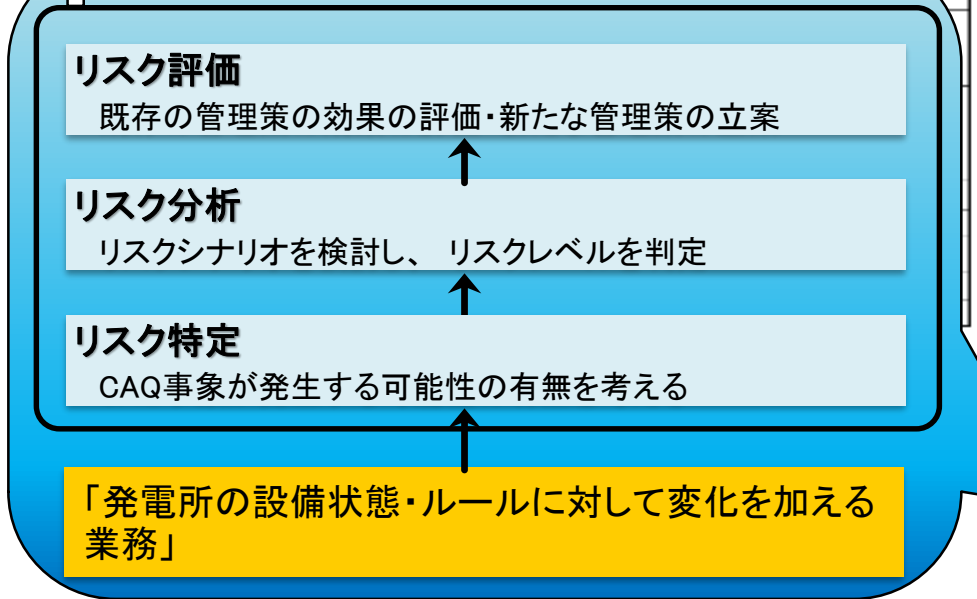 リスク評価
既存の管理策の効果の評価・新たな管理策の立案
リスク分析
リスクシナリオを検討し、 リスクレベルを判定
リスク特定
CAQ事象が発生する可能性の有無を考える
「発電所の設備状態・ルールに対して変化を加える
業務」